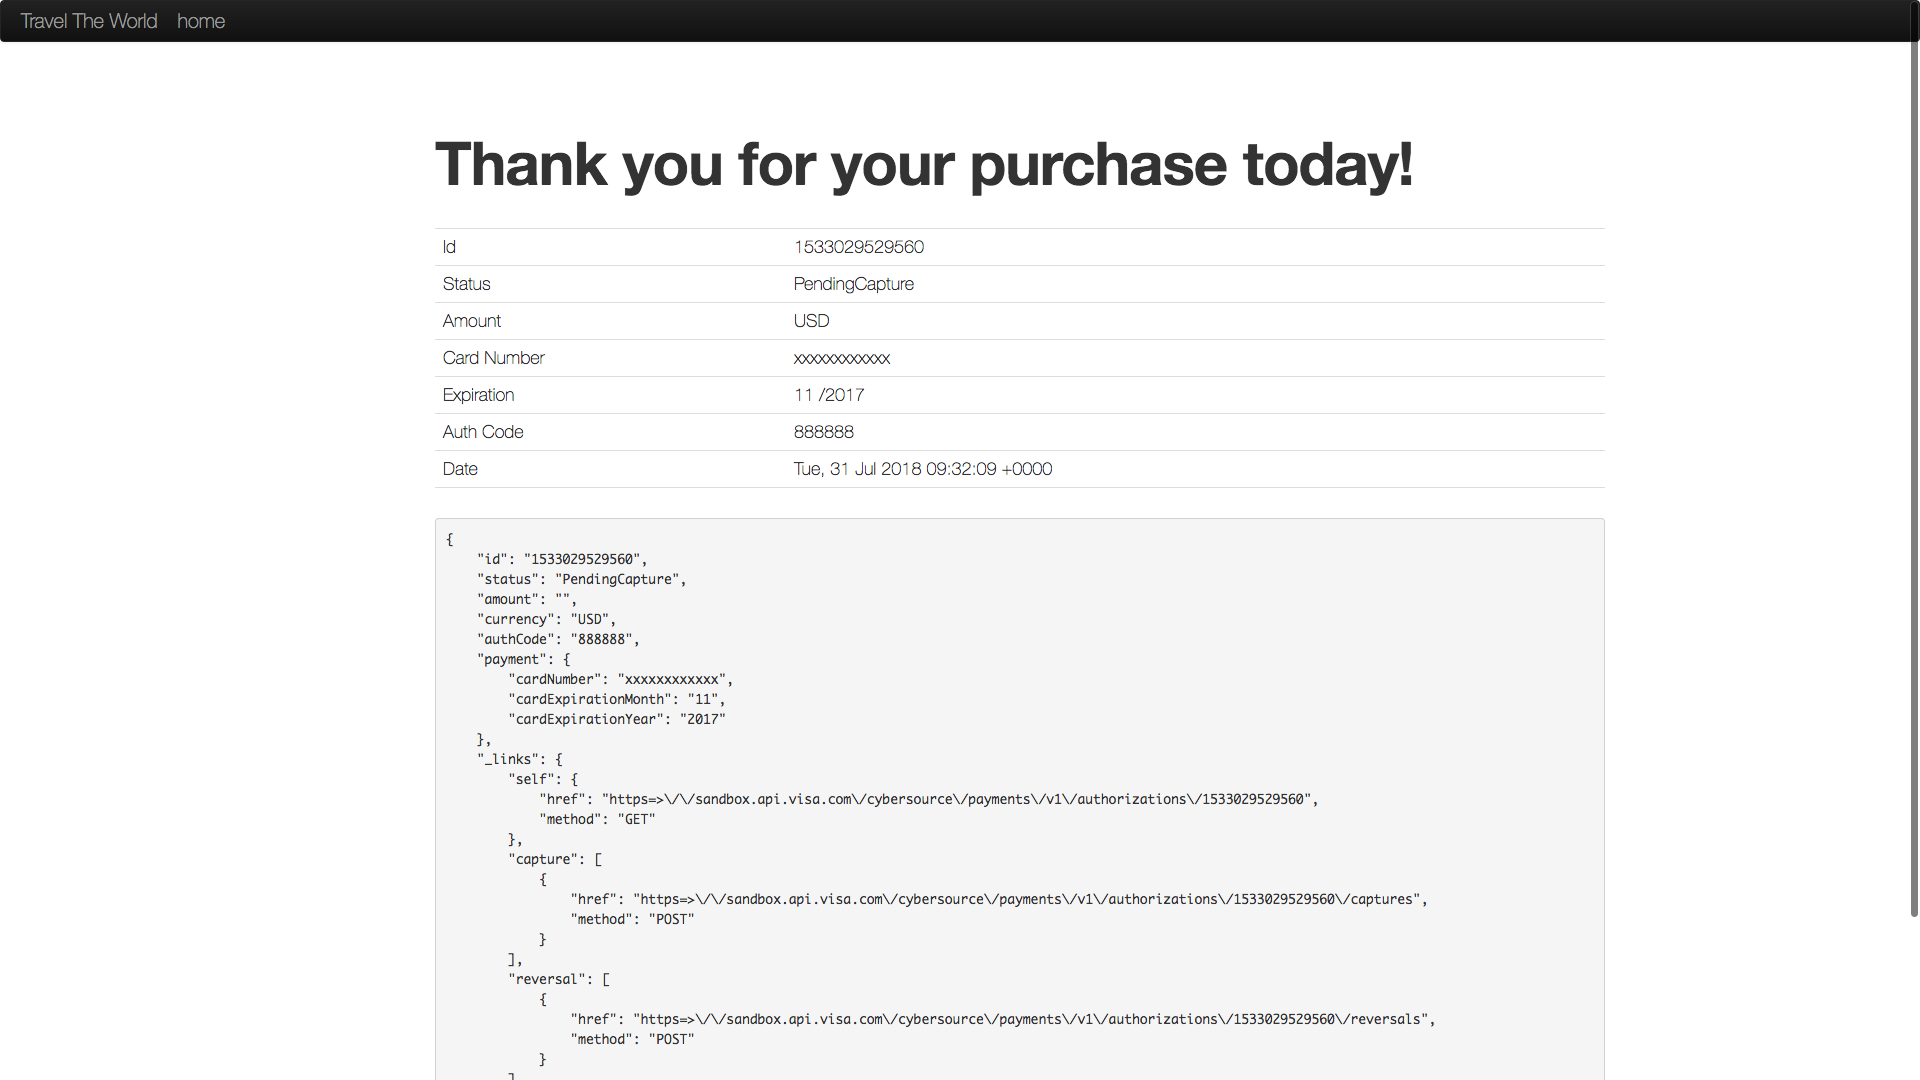 Travel The World home
Thank you for your purchase today!
Id 1533029529560
Status PendingCapture
Amount USD
Card Number xxxxxxxxxxxx
Expiration 11 /2017
Auth Code 888888
Date Tue, 31 Jul 2018 09:32:09 +0000
{
    "id": "1533029529560",
    "status": "PendingCapture",
    "amount": "",
    "currency": "USD",
    "authCode": "888888",
    "payment": {
        "cardNumber": "xxxxxxxxxxxx",
        "cardExpirationMonth": "11",
        "cardExpirationYear": "2017"
    },
    "_links": {
        "self": {
            "href": "https=>\/\/sandbox.api.visa.com\/cybersource\/payments\/v1\/authorizations\/1533029529560",
            "method": "GET"
        },
        "capture": [
            {
                "href": "https=>\/\/sandbox.api.visa.com\/cybersource\/payments\/v1\/authorizations\/1533029529560\/captures",
                "method": "POST"
            }
        ],
        "reversal": [
            {
                "href": "https=>\/\/sandbox.api.visa.com\/cybersource\/payments\/v1\/authorizations\/1533029529560\/reversals",
                "method": "POST"
            }
        ]